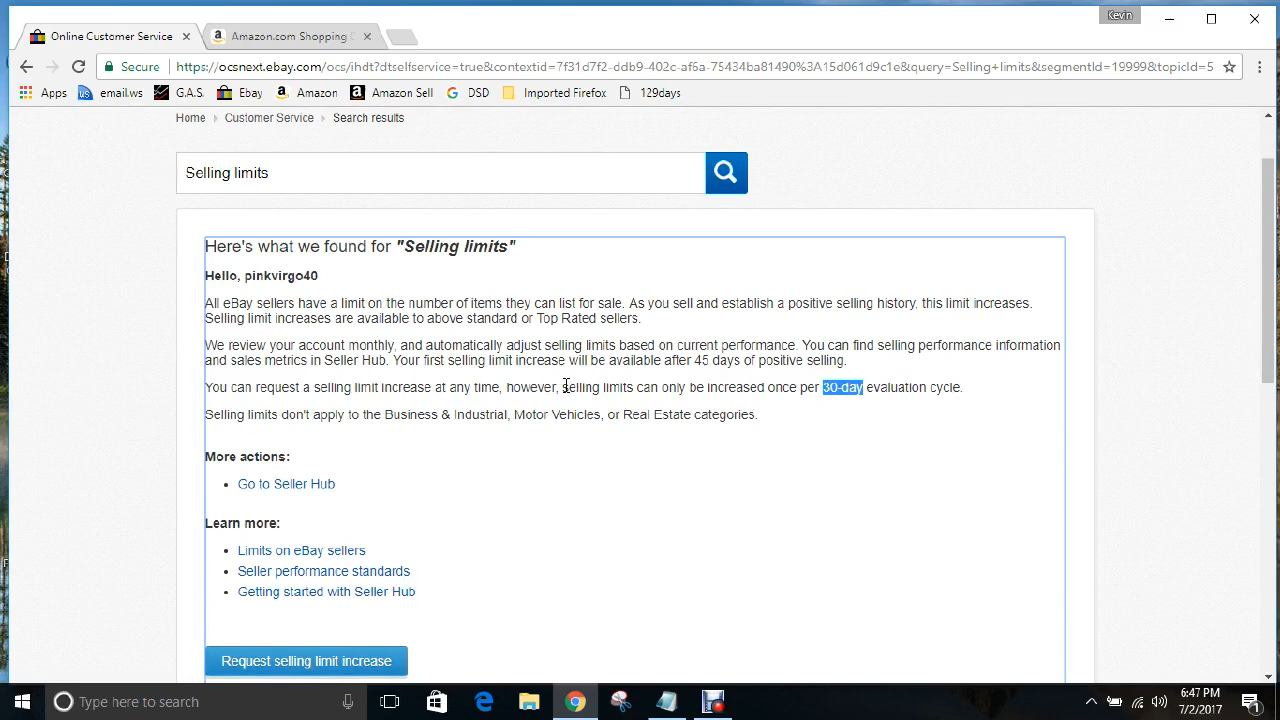 Kevin
Online Customer Service
Amazon.com Shopping C
Secure
https://ocsnext.ebay.com/ocs/ihdt?dtselfservice=true&contextid=7f31d7f2-ddb9-402c-af6a-75434ba81490%3A15d061d9c1e&query=Selling+limits&segmentId=19999&topicId=5
Apps
email.ws
G.A.S.
Ebay
Amazon
Amazon Sell
DSD
Imported Firefox
129days
Home
Customer Service
Search results
Selling limits
Here's what we found for "Selling limits"
Hello, pinkvirgo40
All eBay sellers have a limit on the number of items they can list for sale. As you sell and establish a positive selling history, this limit increases.
Selling limit increases are available to above standard or Top Rated sellers.
We review your account monthly, and automatically adjust selling limits based on current performance. You can find selling performance information
and sales metrics in Seller Hub. Your first selling limit increase will be available after 45 days of positive selling.
You can request a selling limit increase at any time, however, selling limits can only be increased once per 30-day evaluation cycle.
Selling limits don't apply to the Business & Industrial, Motor Vehicles, or Real Estate categories.
More actions:
• Go to Seller Hub
Learn more:
• Limits on eBay sellers
• Seller performance standards
• Getting started with Seller Hub
Request selling limit increase
Type here to search
6:47 PM
7/2/2017
1